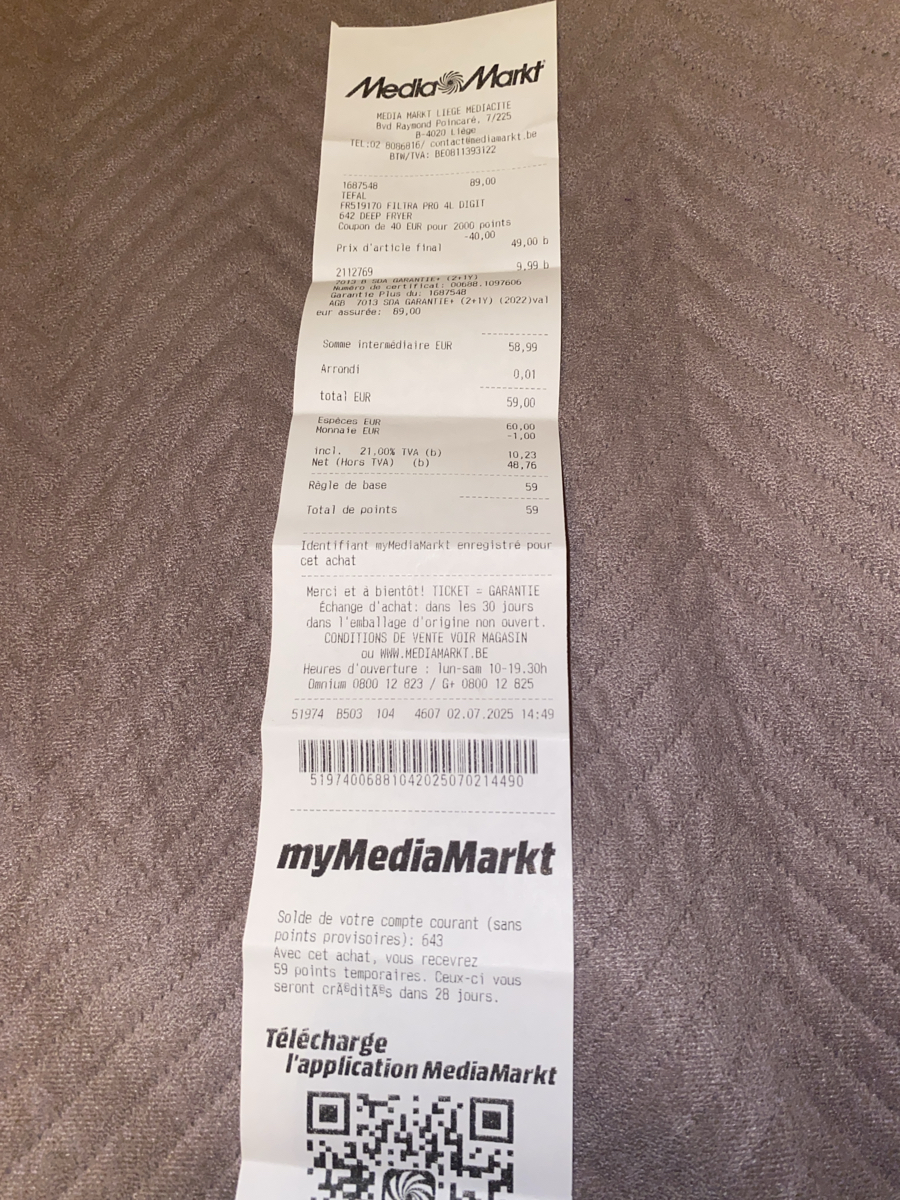 Media Markt
MEDIA MARKT LIEGE MEDIACITE
Bvd Raymond Poincaré, 7/225
B-4020 Liège
TEL:02 8086816/ contact@mediamarkt.be
BTW/TVA: BE0811393122
1687548 89,00
TEFAL
FR519170 FILTRA PRO 4L DIGIT
642 DEEP FRYER
Coupon de 40 EUR pour 2000 points
-40,00
Prix d'article final 49,00 b
2112769 9,99 b
7013 B SDA GARANTIE+ (2+1Y)
Numéro de certificat: 00688.1097606
Garantie Plus du: 1687548
AGB 7013 SDA GARANTIE+ (2+1Y) (2022)val
eur assurée: 89,00
Somme intermédiaire EUR 58,99
Arrondi 0,01
total EUR 59,00
Espèces EUR 60,00
Monnaie EUR -1,00
incl. 21,00% TVA (b) 10,23
Net (Hors TVA) (b) 48,76
Règle de base 59
Total de points 59
Identifiant myMediaMarkt enregistré pour
cet achat
Merci et à bientôt! TICKET = GARANTIE
Échange d'achat: dans les 30 jours
dans l'emballage d'origine non ouvert.
CONDITIONS DE VENTE VOIR MAGASIN
ou WWW.MEDIAMARKT.BE
Heures d'ouverture : lun-sam 10-19.30h
Omnium 0800 12 823 / G+ 0800 12 825
51974 B503 104 4607 02.07.2025 14:49
5197400688104202507021449​0
myMediaMarkt
Solde de votre compte courant (sans
points provisoires): 643
Avec cet achat, vous recevrez
59 points temporaires. Ceux-ci vous
seront crÃ©ditÃ©s dans 28 jours.
Télécharge
l'application MediaMarkt